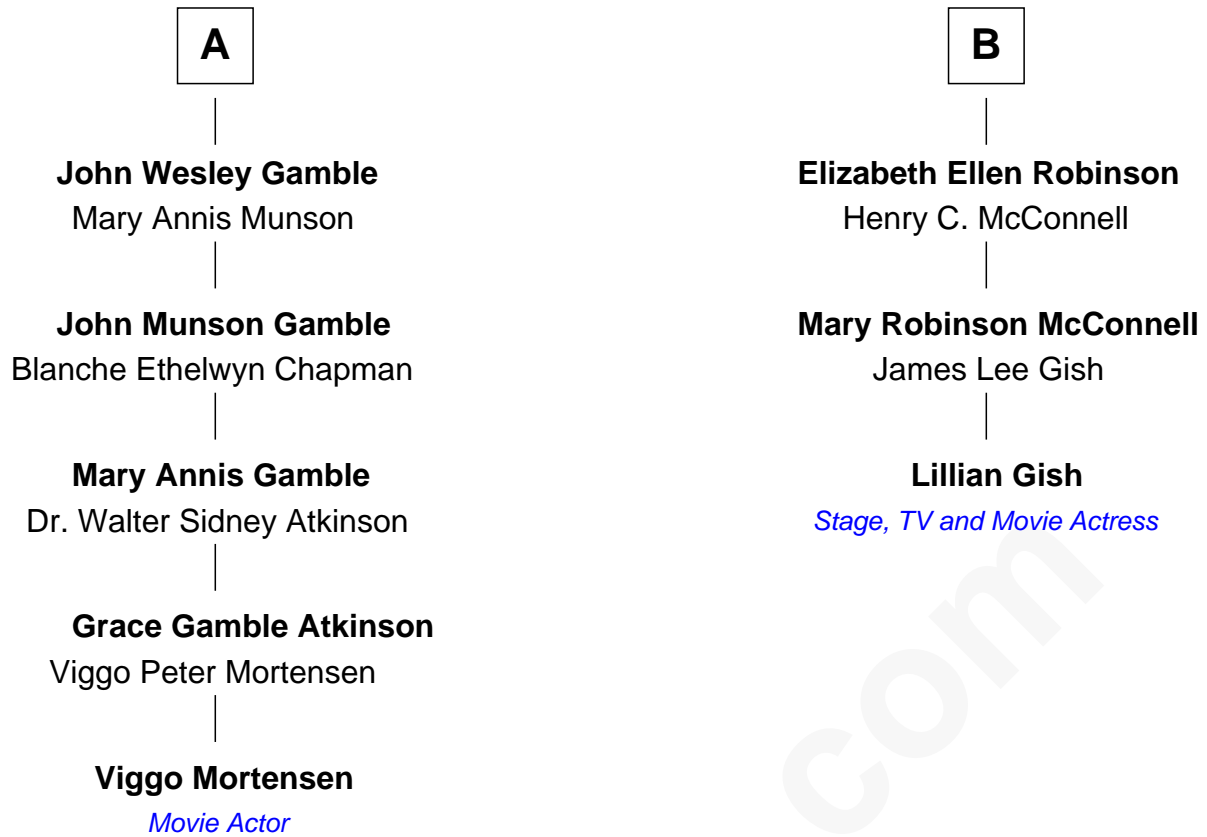 A
John Wesley Gamble
Mary Annis Munson
John Munson Gamble
Blanche Ethelwyn Chapman
Mary Annis Gamble
Dr. Walter Sidney Atkinson
Grace Gamble Atkinson
Viggo Peter Mortensen
Viggo Mortensen
Movie Actor
B
Elizabeth Ellen Robinson
Henry C. McConnell
Mary Robinson McConnell
James Lee Gish
Lillian Gish
Stage, TV and Movie Actress
com